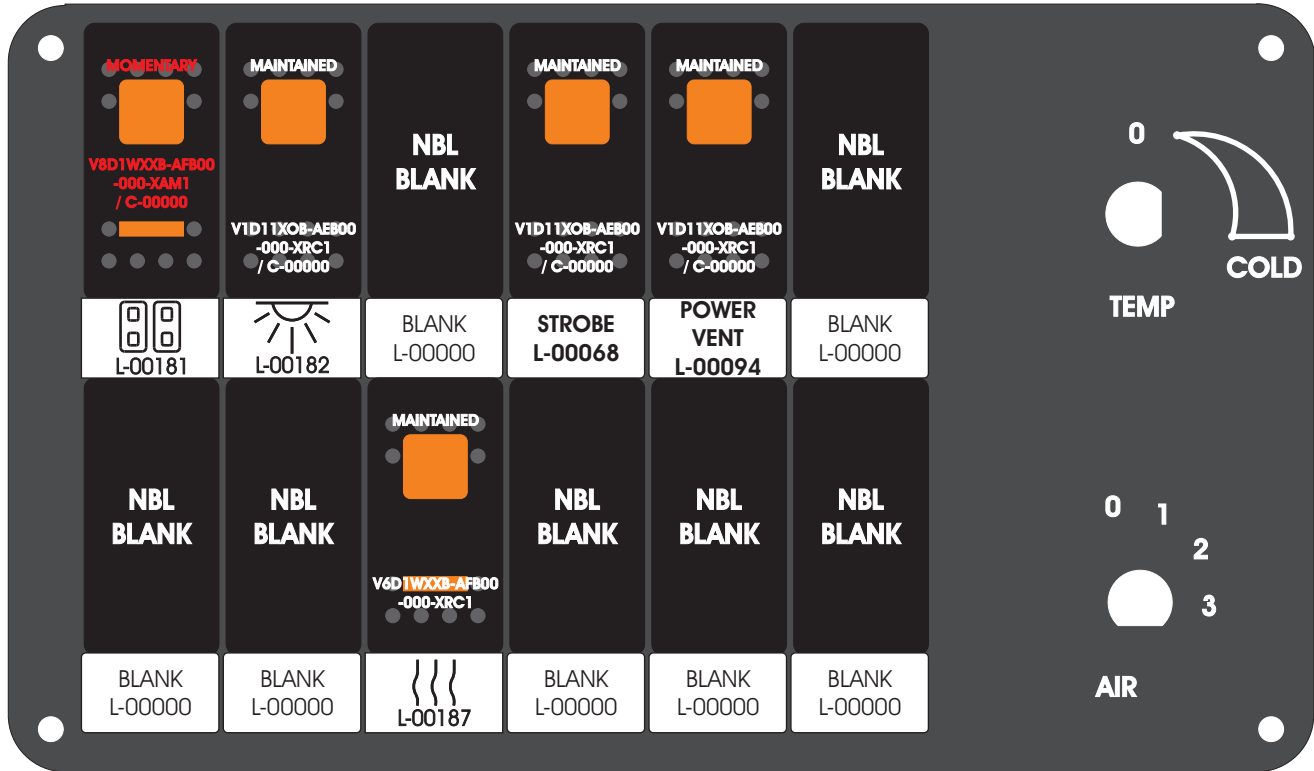 MOMENTARY
V8D1WXXB-AFB00
-000-XAM1
/ C-00000
L-00181
MAINTAINED
V1D11XOB-AEB00
-000-XRC1
/ C-00000
L-00182
NBL
BLANK
BLANK
L-00000
MAINTAINED
V1D11XOB-AEB00
-000-XRC1
/ C-00000
STROBE
L-00068
MAINTAINED
V1D11XOB-AEB00
-000-XRC1
/ C-00000
POWER
VENT
L-00094
NBL
BLANK
BLANK
L-00000
0
COLD
TEMP
NBL
BLANK
BLANK
L-00000
NBL
BLANK
BLANK
L-00000
MAINTAINED
V6D1WXXB-AFB00
-000-XRC1
L-00187
NBL
BLANK
BLANK
L-00000
NBL
BLANK
BLANK
L-00000
NBL
BLANK
BLANK
L-00000
0
1
2
3
AIR